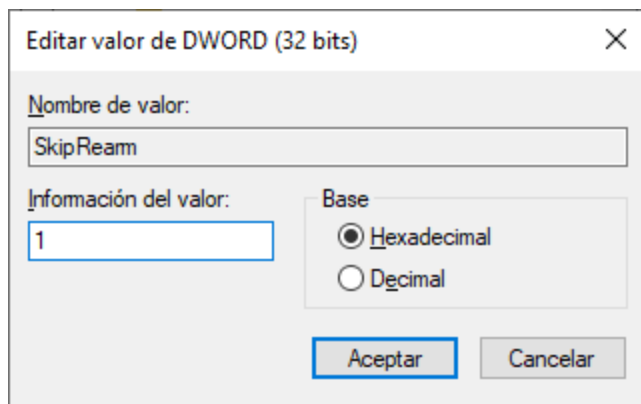 Editar valor de DWORD (32 bits)
Nombre de valor:
SkipRearm
Información del valor:
1
Base
Hexadecimal
Decimal
Aceptar
Cancelar